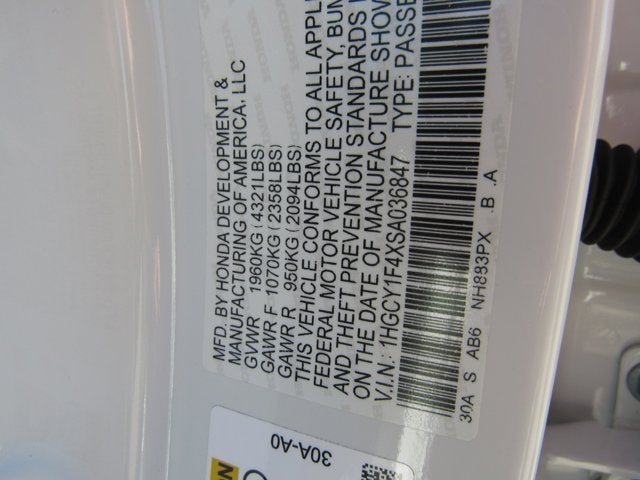 MFD. BY HONDA DEVELOPMENT &
MANUFACTURING OF AMERICA, LLC
GVWR 1960KG (4321LBS)
GAWR F 1070KG (2358LBS)
GAWR R 950KG (2094LBS)
THIS VEHICLE CONFORMS TO ALL APPL
FEDERAL MOTOR VEHICLE SAFETY, BUM
AND THEFT PREVENTION STANDARDS
ON THE DATE OF MANUFACTURE SHOW
V.I.N.: 1HGCY1F4XSA036847 TYPE: PASSE
30A S AB6 NH883PX .B .A
30A-A0